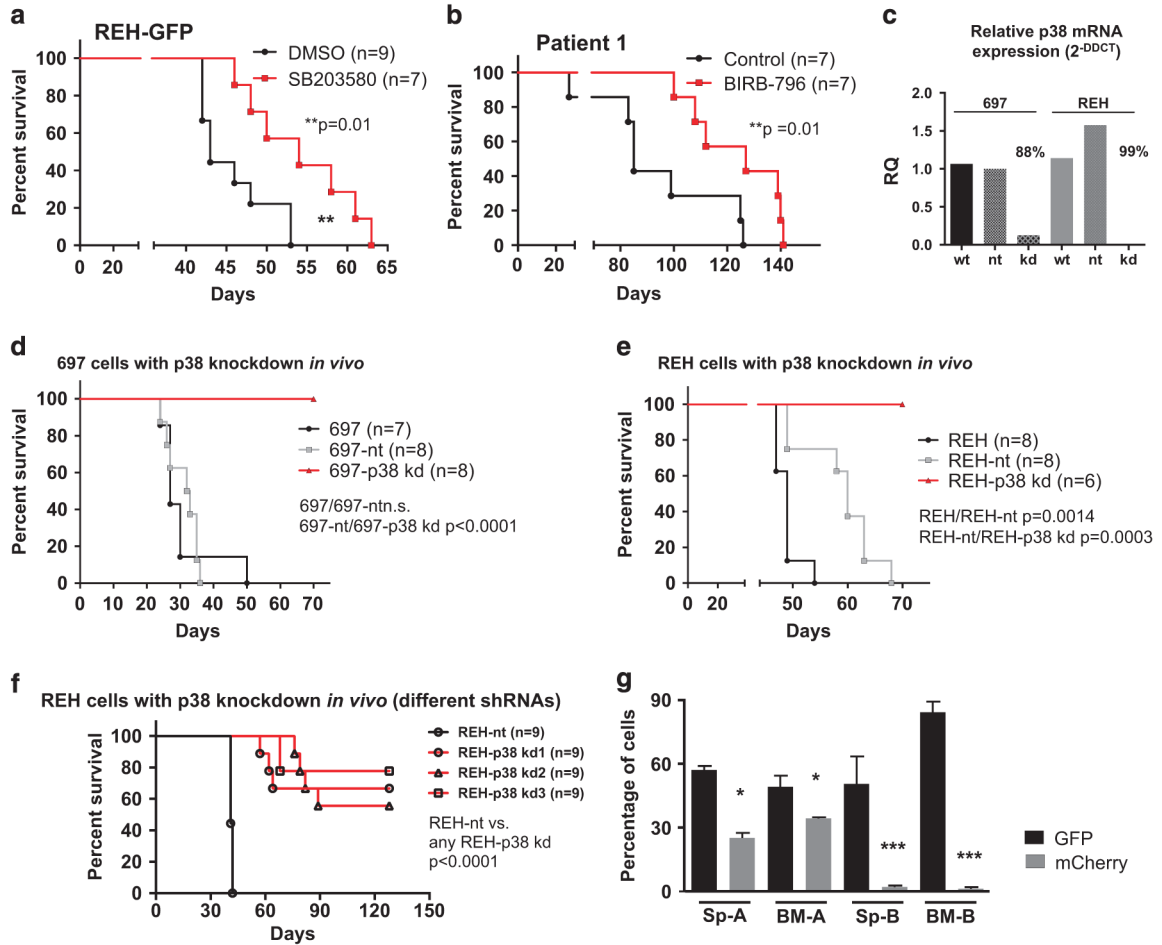 a
REH-GFP
DMSO (n=9)
SB203580 (n=7)
**p=0.01
**
Percent survival
100
80
60
40
20
0
0 20 40 45 50 55 60 65
Days
b
Patient 1
Control (n=7)
BIRB-796 (n=7)
**p =0.01
Percent survival
100
80
60
40
20
0
0 20 80 100 120 140
Days
c
Relative p38 mRNA
expression (2-DDCT)
697 REH
88% 99%
RQ
2.0
1.5
1.0
0.5
0.0
wt nt kd wt nt kd
d
697 cells with p38 knockdown in vivo
697 (n=7)
697-nt (n=8)
697-p38 kd (n=8)
697/697-ntn.s.
697-nt/697-p38 kd p<0.0001
Percent survival
100
80
60
40
20
0
0 20 30 40 50 60 70
Days
e
REH cells with p38 knockdown in vivo
REH (n=8)
REH-nt (n=8)
REH-p38 kd (n=6)
REH/REH-nt p=0.0014
REH-nt/REH-p38 kd p=0.0003
Percent survival
100
80
60
40
20
0
0 20 50 60 70
Days
f
REH cells with p38 knockdown in vivo (different shRNAs)
REH-nt (n=9)
REH-p38 kd1 (n=9)
REH-p38 kd2 (n=9)
REH-p38 kd3 (n=9)
REH-nt vs.
any REH-p38 kd
p<0.0001
Percent survival
100
80
60
40
20
0
0 30 60 90 120 150
Days
g
Percentage of cells
90
60
30
0
* * *** ***
Sp-A BM-A Sp-B BM-B
GFP
mCherry